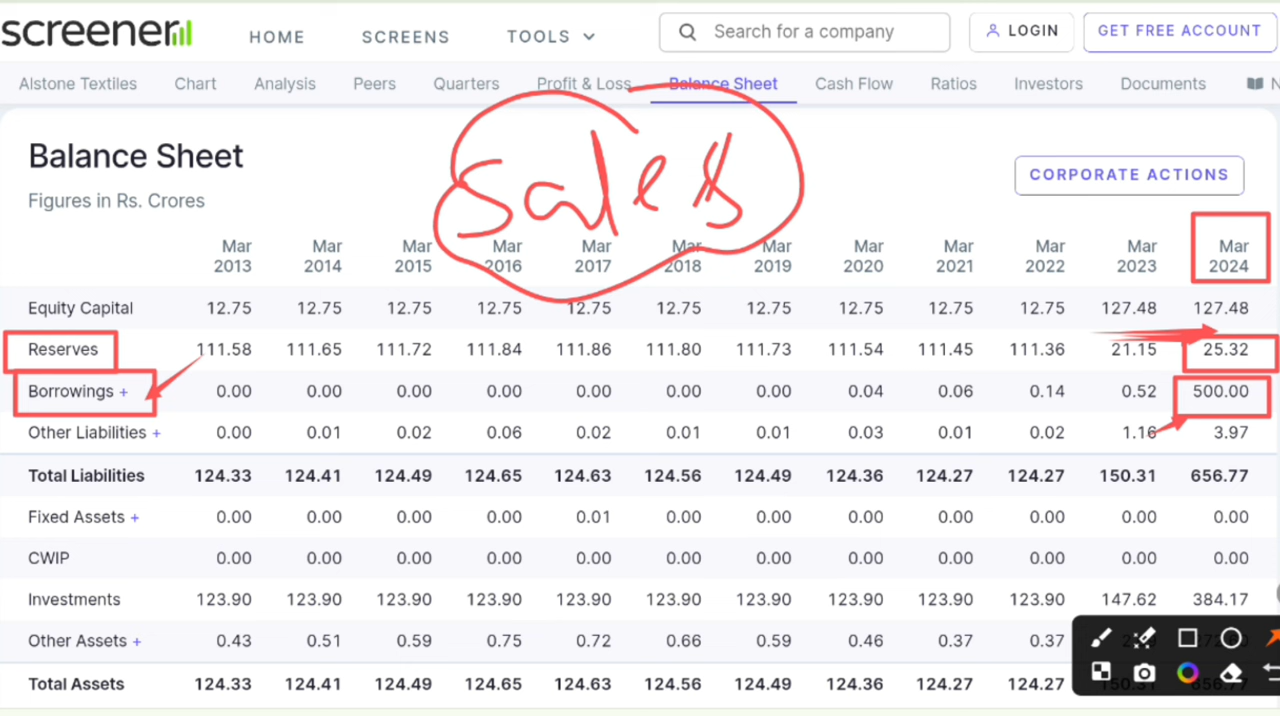 screener HOME SCREENS TOOLS Search for a company LOGIN GET FREE ACCOUNT
Alstone Textiles Chart Analysis Peers Quarters Profit & Loss Balance Sheet Cash Flow Ratios Investors Documents N
sales
Balance Sheet
CORPORATE ACTIONS
Figures in Rs. Crores
Mar Mar Mar Mar Mar Mar Mar Mar Mar Mar Mar Mar
2013 2014 2015 2016 2017 2018 2019 2020 2021 2022 2023 2024
Equity Capital 12.75 12.75 12.75 12.75 12.75 12.75 12.75 12.75 12.75 12.75 127.48 127.48
Reserves 111.58 111.65 111.72 111.84 111.86 111.80 111.73 111.54 111.45 111.36 21.15 25.32
Borrowings + 0.00 0.00 0.00 0.00 0.00 0.00 0.00 0.04 0.06 0.14 0.52 500.00
Other Liabilities + 0.00 0.01 0.02 0.06 0.02 0.01 0.01 0.03 0.01 0.02 1.16 3.97
Total Liabilities 124.33 124.41 124.49 124.65 124.63 124.56 124.49 124.36 124.27 124.27 150.31 656.77
Fixed Assets + 0.00 0.00 0.00 0.00 0.01 0.00 0.00 0.00 0.00 0.00 0.00 0.00
CWIP 0.00 0.00 0.00 0.00 0.00 0.00 0.00 0.00 0.00 0.00 0.00 0.00
Investments 123.90 123.90 123.90 123.90 123.90 123.90 123.90 123.90 123.90 123.90 147.62 384.17
Other Assets + 0.43 0.51 0.59 0.75 0.72 0.66 0.59 0.46 0.37 0.37
Total Assets 124.33 124.41 124.49 124.65 124.63 124.56 124.49 124.36 124.27 124.27 150.31 656.77